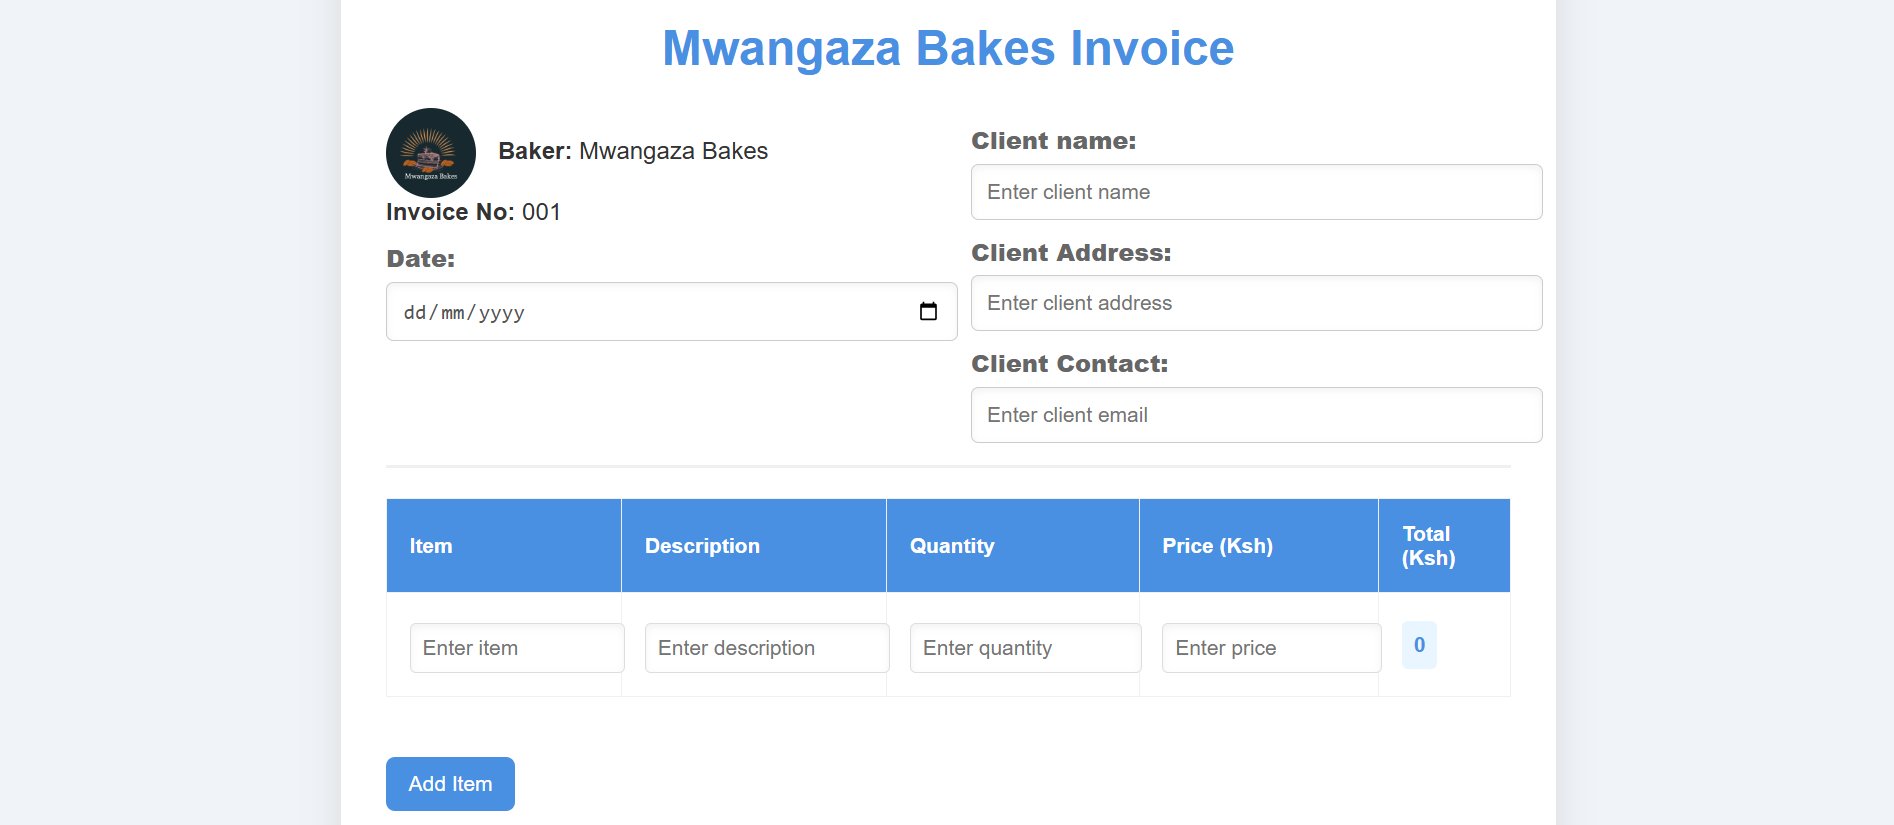 Mwangaza Bakes Invoice
Mwangaza Bakes
Baker: Mwangaza Bakes
Invoice No: 001
Date:
dd/mm/yyyy
Client name:
Enter client name
Client Address:
Enter client address
Client Contact:
Enter client email
Item
Description
Quantity
Price (Ksh)
Total
(Ksh)
Enter item
Enter description
Enter quantity
Enter price
0
Add Item